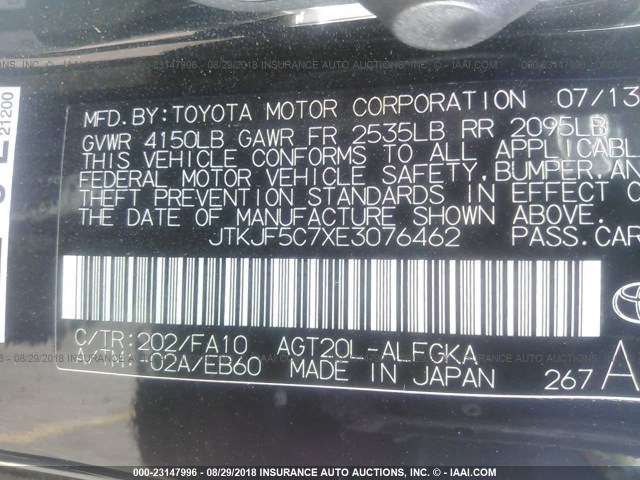 21200
MFD.BY:TOYOTA MOTOR CORPORATION 07/13
GVWR 4150LB GAWR FR 2535LB RR 2095LB
THIS VEHICLE CONFORMS TO ALL APPLICABL
FEDERAL MOTOR VEHICLE SAFETY, BUMPER, AN
THEFT PREVENTION STANDARDS IN EFFECT O
THE DATE OF MANUFACTURE SHOWN ABOVE.
JTKJF5C7XE3076462 PASS.CAR
C/TR:202/FA10 AGT20L-ALFGKA
A/TM:-02A/EB60 MADE IN JAPAN 267 A
000-23147996 - 08/29/2018 INSURANCE AUTO AUCTIONS INC. © - IAAI.COM